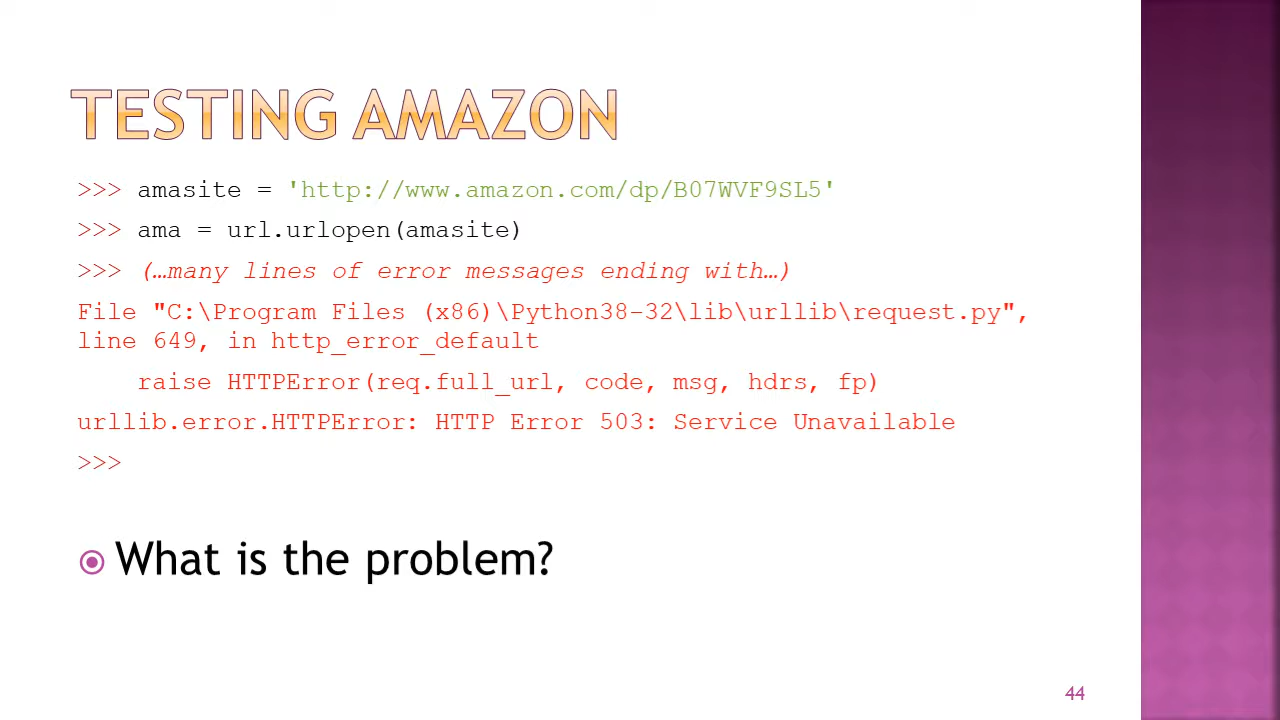 TESTING AMAZON
>>> amasite = 'http://www.amazon.com/dp/B07WVF9SL5'
>>> ama = url.urlopen(amasite)
>>> (…many lines of error messages ending with…)
File "C:\Program Files (x86)\Python38-32\lib\urllib\request.py",
line 649, in http_error_default
    raise HTTPError(req.full_url, code, msg, hdrs, fp)
urllib.error.HTTPError: HTTP Error 503: Service Unavailable
>>>
What is the problem?
44